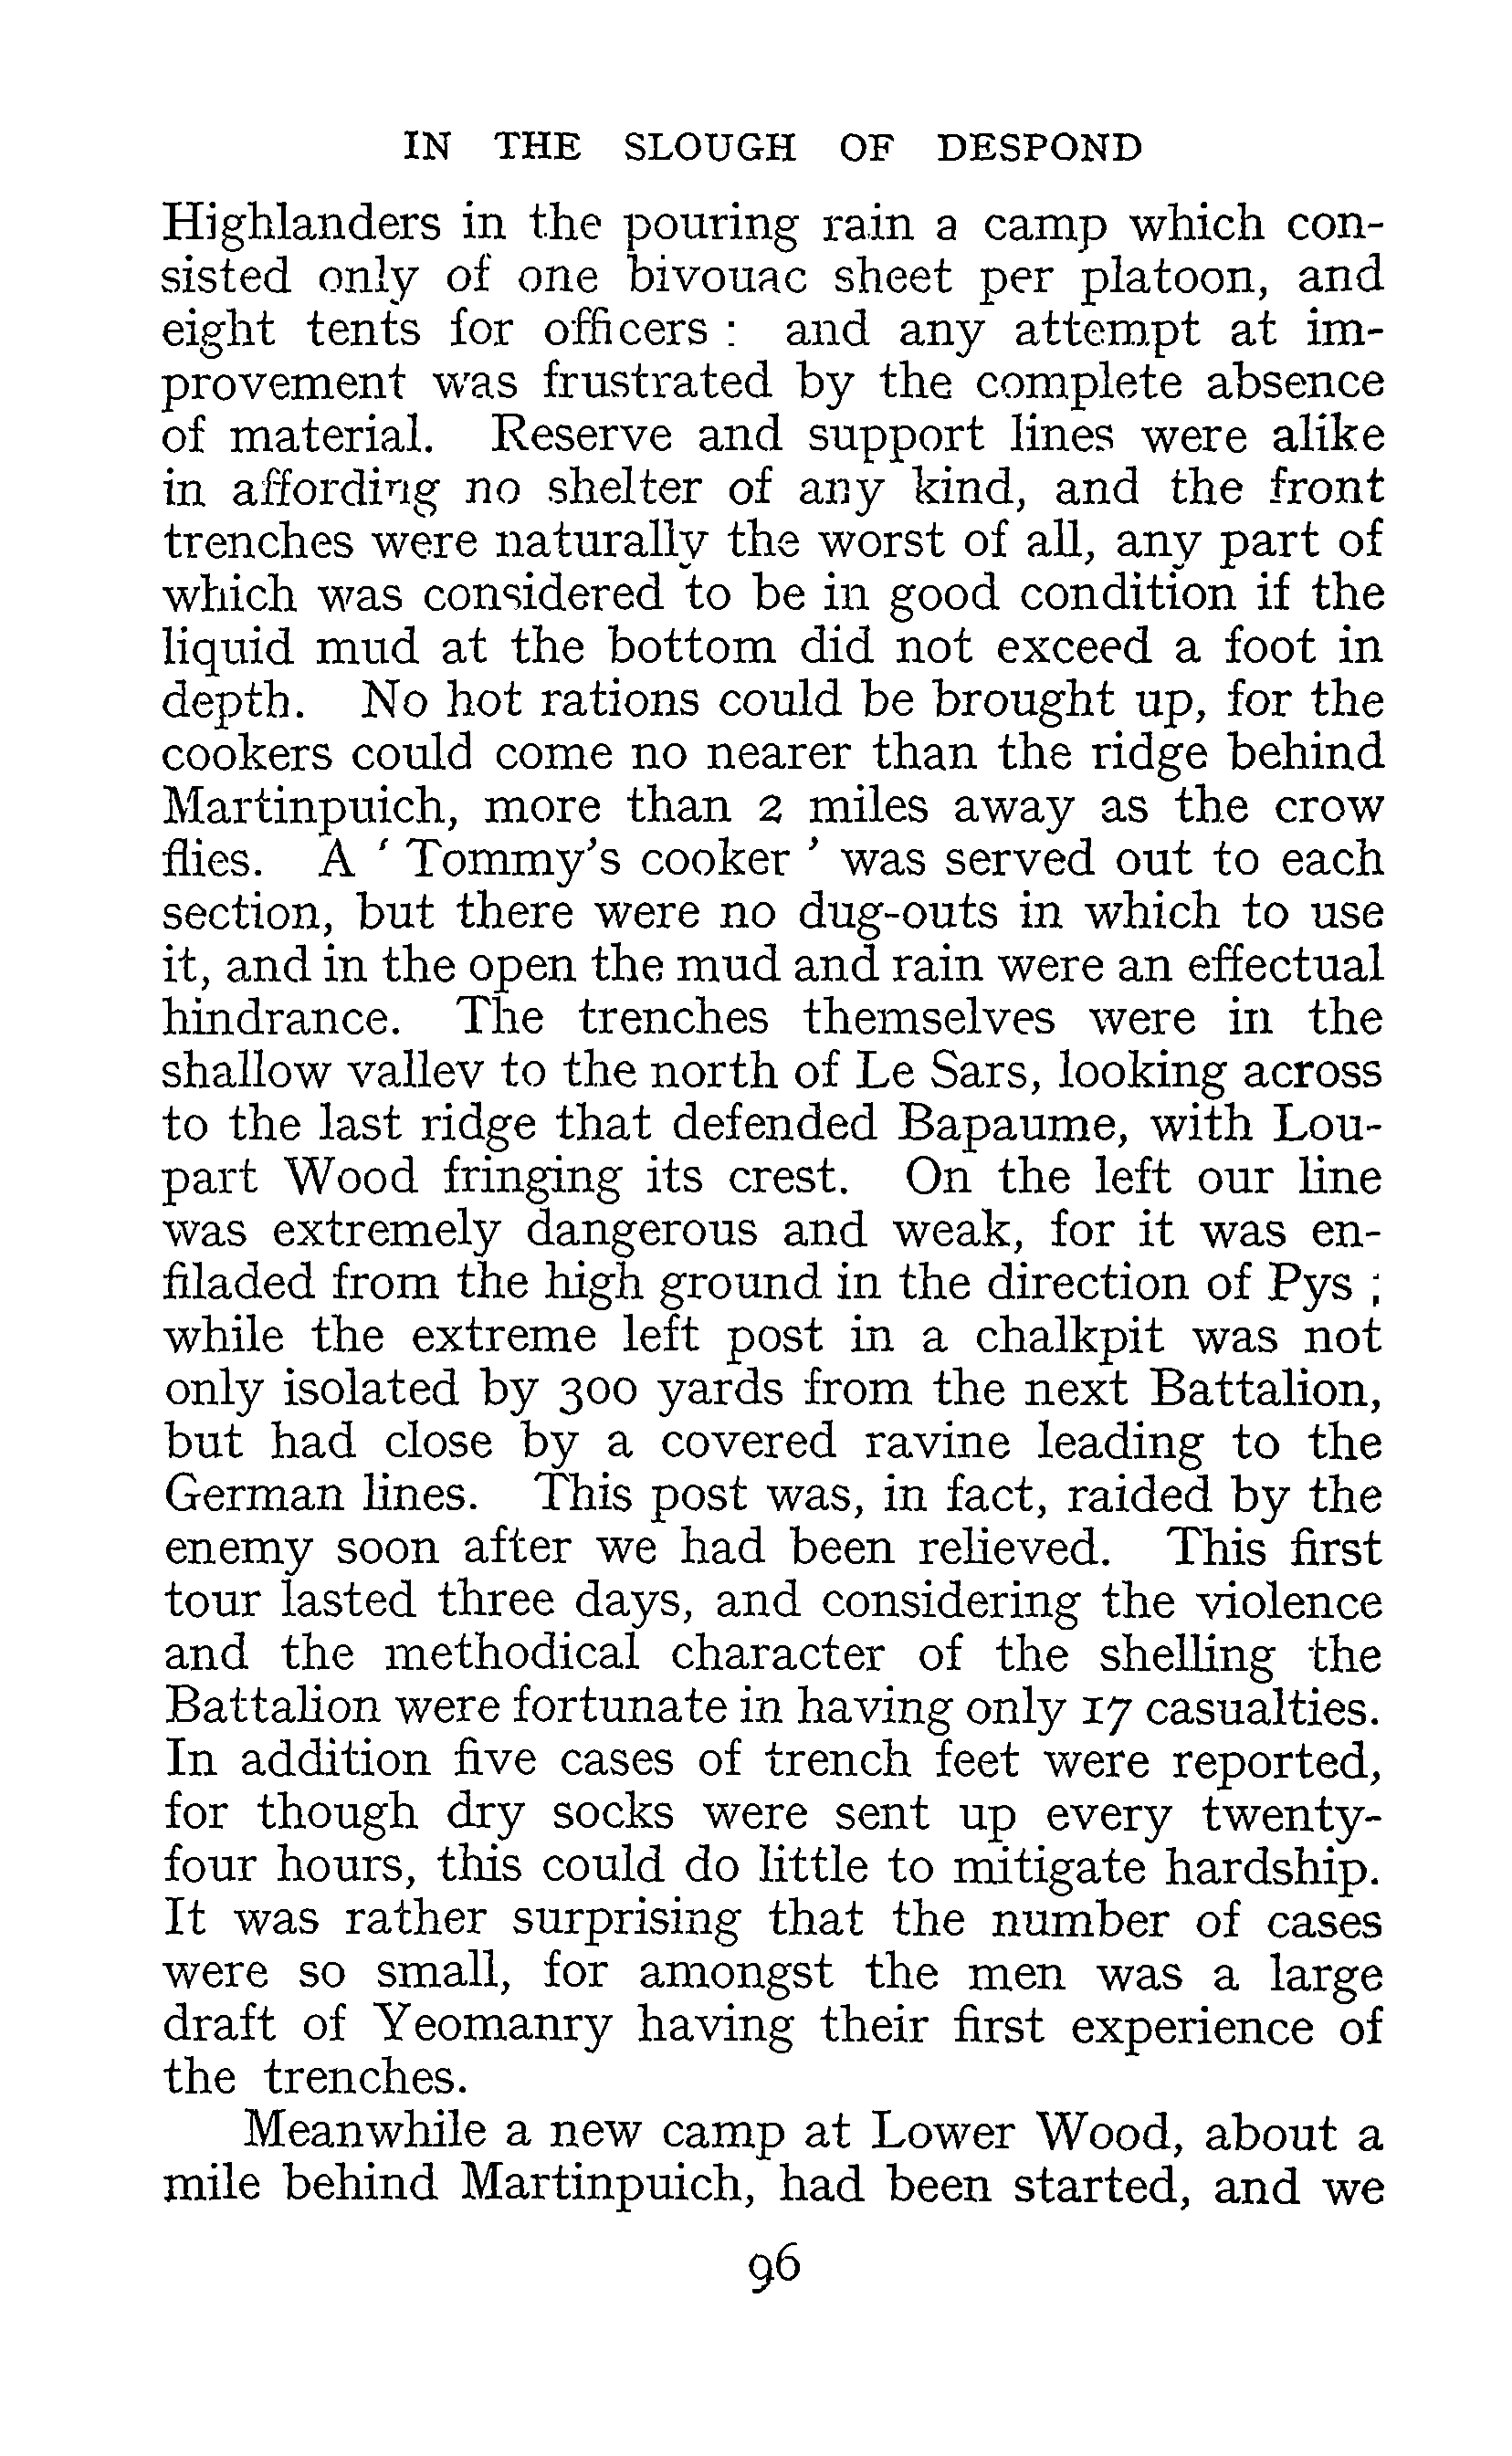 IN THE SLOUGH OF DESPOND
Highlanders in the pouring rain a camp which con-
sisted only of one bivouac sheet per platoon, and
eight tents for officers : and any attempt at im-
provement was frustrated by the complete absence
of material. Reserve and support lines were alike
in affording no shelter of any kind, and the front
trenches were naturally the worst of all, any part of
which was considered to be in good condition if the
liquid mud at the bottom did not exceed a foot in
depth. No hot rations could be brought up, for the
cookers could come no nearer than the ridge behind
Martinpuich, more than 2 miles away as the crow
flies. A ‘ Tommy’s cooker ’ was served out to each
section, but there were no dug-outs in which to use
it, and in the open the mud and rain were an effectual
hindrance. The trenches themselves were in the
shallow valley to the north of Le Sars, looking across
to the last ridge that defended Bapaume, with Lou-
part Wood fringing its crest. On the left our line
was extremely dangerous and weak, for it was en-
filaded from the high ground in the direction of Pys ;
while the extreme left post in a chalkpit was not
only isolated by 300 yards from the next Battalion,
but had close by a covered ravine leading to the
German lines. This post was, in fact, raided by the
enemy soon after we had been relieved. This first
tour lasted three days, and considering the violence
and the methodical character of the shelling the
Battalion were fortunate in having only 17 casualties.
In addition five cases of trench feet were reported,
for though dry socks were sent up every twenty-
four hours, this could do little to mitigate hardship.
It was rather surprising that the number of cases
were so small, for amongst the men was a large
draft of Yeomanry having their first experience of
the trenches.
Meanwhile a new camp at Lower Wood, about a
mile behind Martinpuich, had been started, and we
96